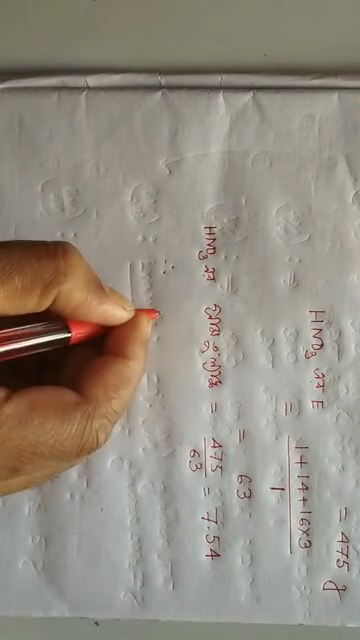 = 475 g
HNO3 এর E = 1+14+16×3 / 1
= 63
HNO3 এর = 475 / 63 = 7.54
∴